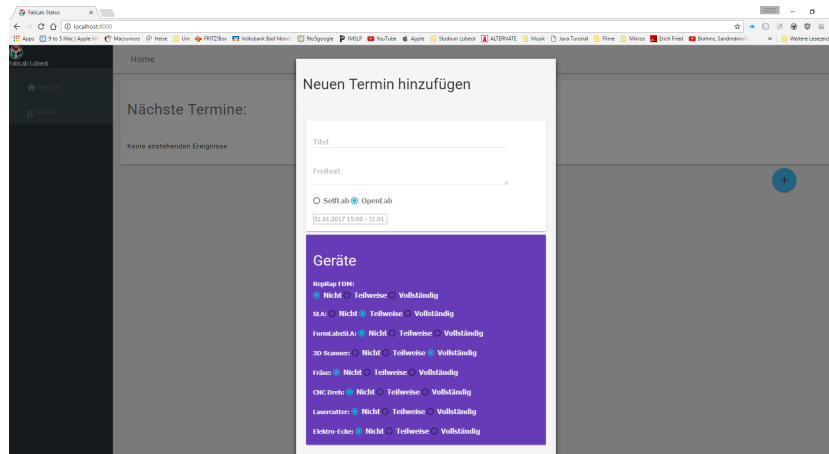 FabLab Status
localhost:8000
Apps 9 to 5 Mac | Apple In Macrumors Heise Uni FRITZ!Box Volksbank Bad Münd 9to5google IMSLP YouTube Apple Studium Lübeck ALTERNATE Musik Java Turorial Filme Mikros Erich Fried Brahms, Sandmännch » Weitere Lesezeich
FabLab Lübeck
Home
Nächste Termine:
Keine anstehenden Ereignisse
+
Neuen Termin hinzufügen
Titel
Freitext
SelfLab OpenLab
31.01.2017 15:00 - 31.01.
Geräte
RepRap FDM:
Nicht Teilweise Vollständig
SLA: Nicht Teilweise Vollständig
FormLabsSLA: Nicht Teilweise Vollständig
3D Scanner: Nicht Teilweise Vollständig
Fräse: Nicht Teilweise Vollständig
CNC Dreh: Nicht Teilweise Vollständig
Lasercutter: Nicht Teilweise Vollständig
Elektro-Ecke: Nicht Teilweise Vollständig